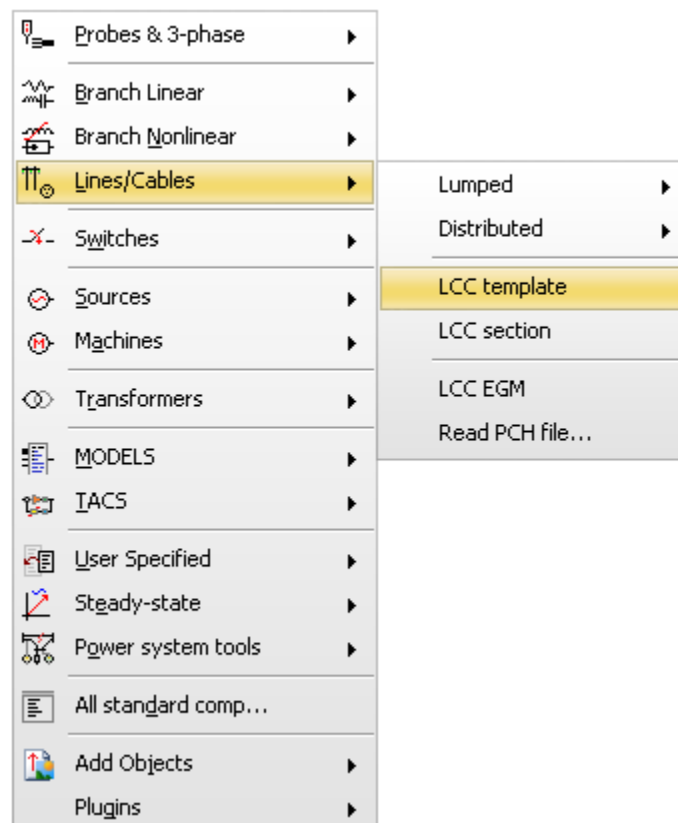 Probes & 3-phase
Branch Linear
Branch Nonlinear
Lines/Cables
Switches
Sources
Machines
Transformers
MODELS
TACS
User Specified
Steady-state
Power system tools
All standard comp...
Add Objects
Plugins
Lumped
Distributed
LCC template
LCC section
LCC EGM
Read PCH file...